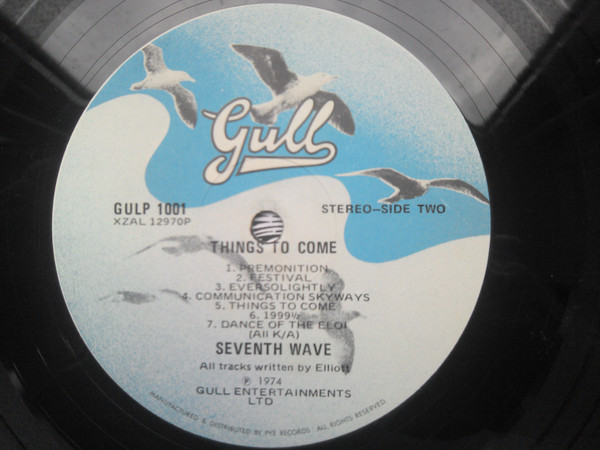 Gull
GULP 1001
XZAL 12970P
STEREO-SIDE TWO
THINGS TO COME
1. PREMONITION
2. FESTIVAL
3. EVERSOLIGHTLY
4. COMMUNICATION SKYWAYS
5. THINGS TO COME
6. 1999½
7. DANCE OF THE ELOI
(All K/A)
SEVENTH WAVE
All tracks written by Elliott
℗ 1974
GULL ENTERTAINMENTS
LTD
MANUFACTURED & DISTRIBUTED BY PYE RECORDS. ALL RIGHTS RESERVED.